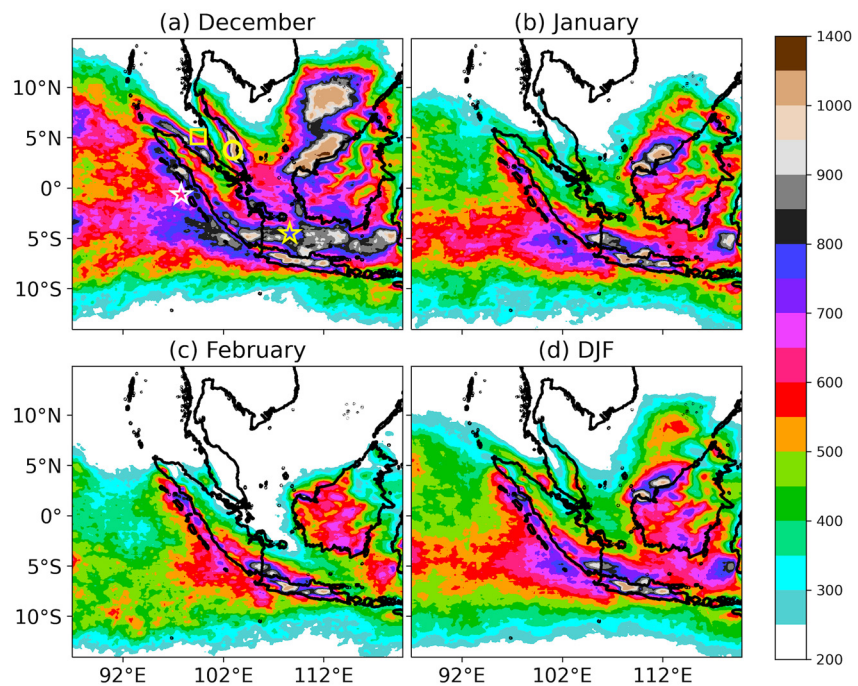 (a) December
(b) January
10°N
5°N
0°
5°S
10°S
(c) February
(d) DJF
10°N
5°N
0°
5°S
10°S
92°E
102°E
112°E
92°E
102°E
112°E
1400
1000
900
800
700
600
500
400
300
200